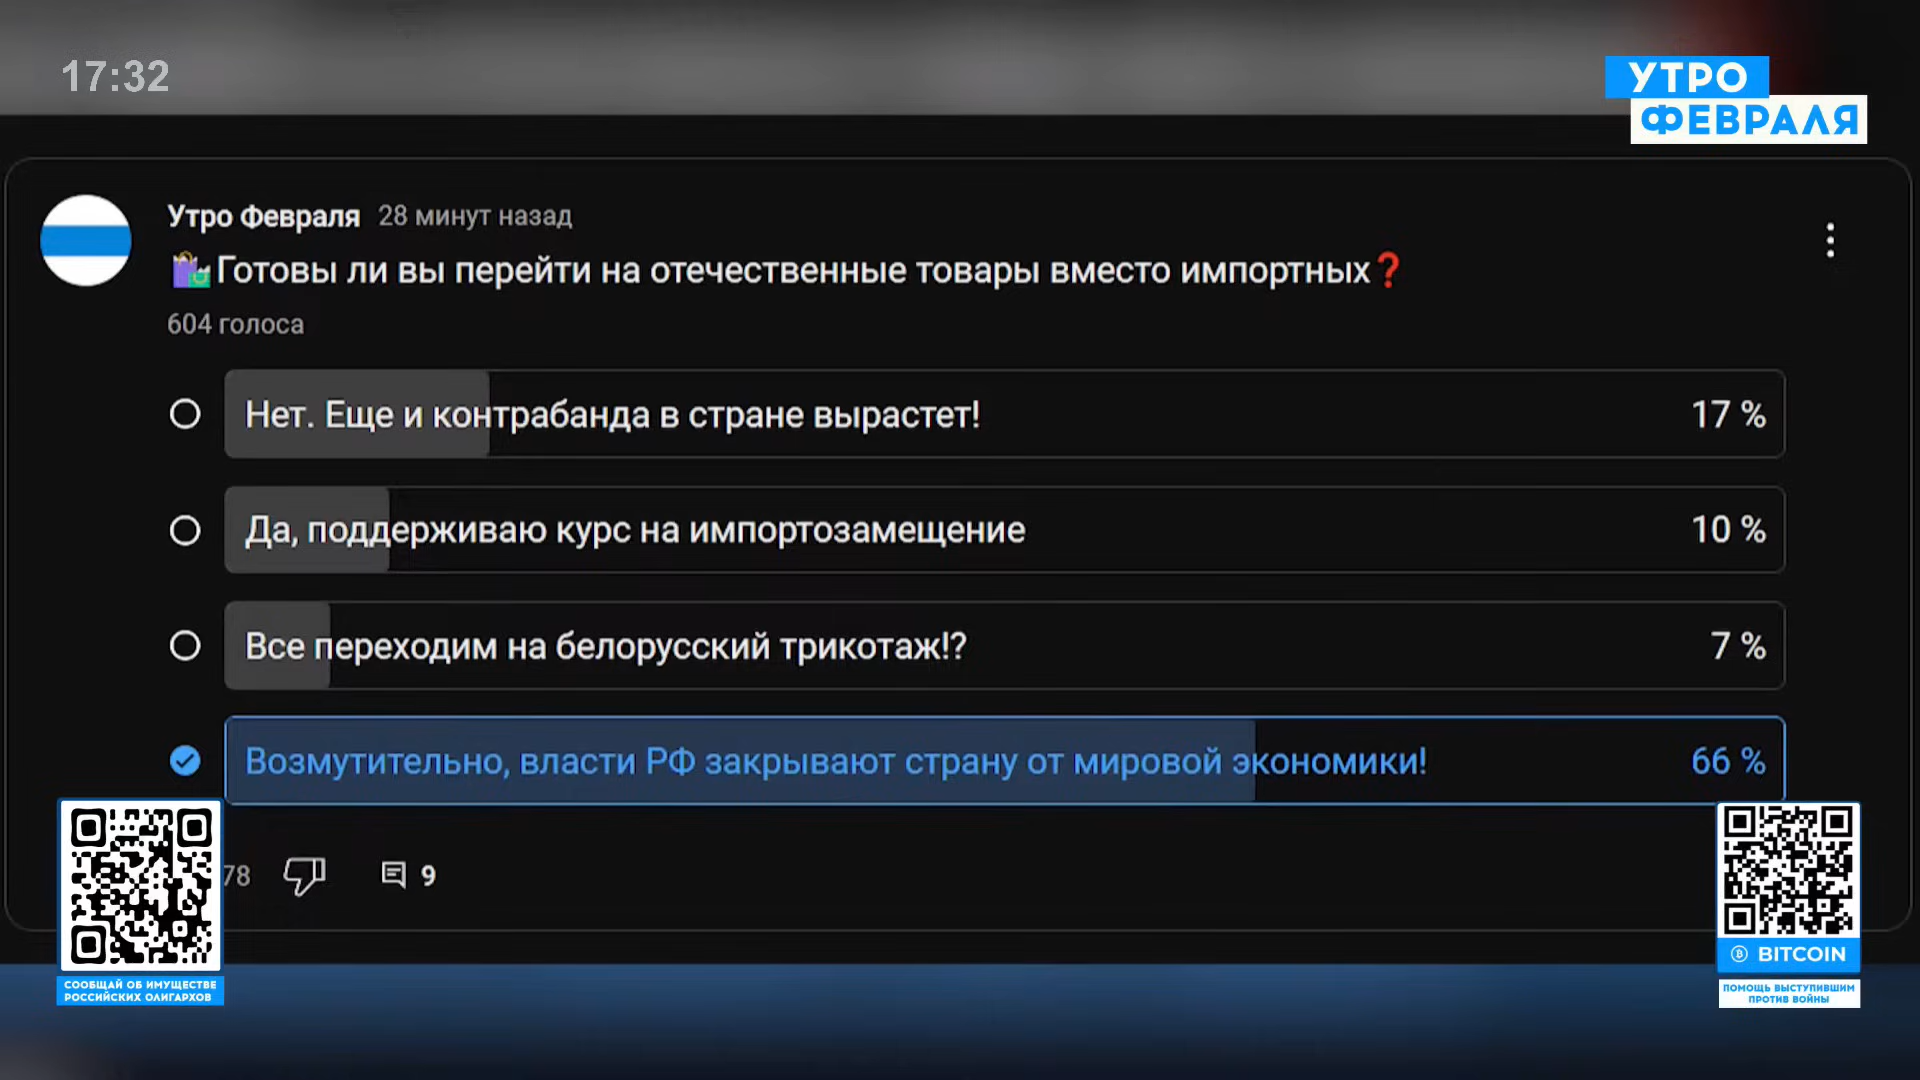 17:32
УТРО
ФЕВРАЛЯ
Утро Февраля 28 минут назад
Готовы ли вы перейти на отечественные товары вместо импортных❓
604 голоса
Нет. Еще и контрабанда в стране вырастет! 17 %
Да, поддерживаю курс на импортозамещение 10 %
Все переходим на белорусский трикотаж!? 7 %
Возмутительно, власти РФ закрывают страну от мировой экономики! 66 %
78 9
СООБЩАЙ ОБ ИМУЩЕСТВЕ
РОССИЙСКИХ ОЛИГАРХОВ
BITCOIN
ПОМОЩЬ ВЫСТУПИВШИМ
ПРОТИВ ВОЙНЫ